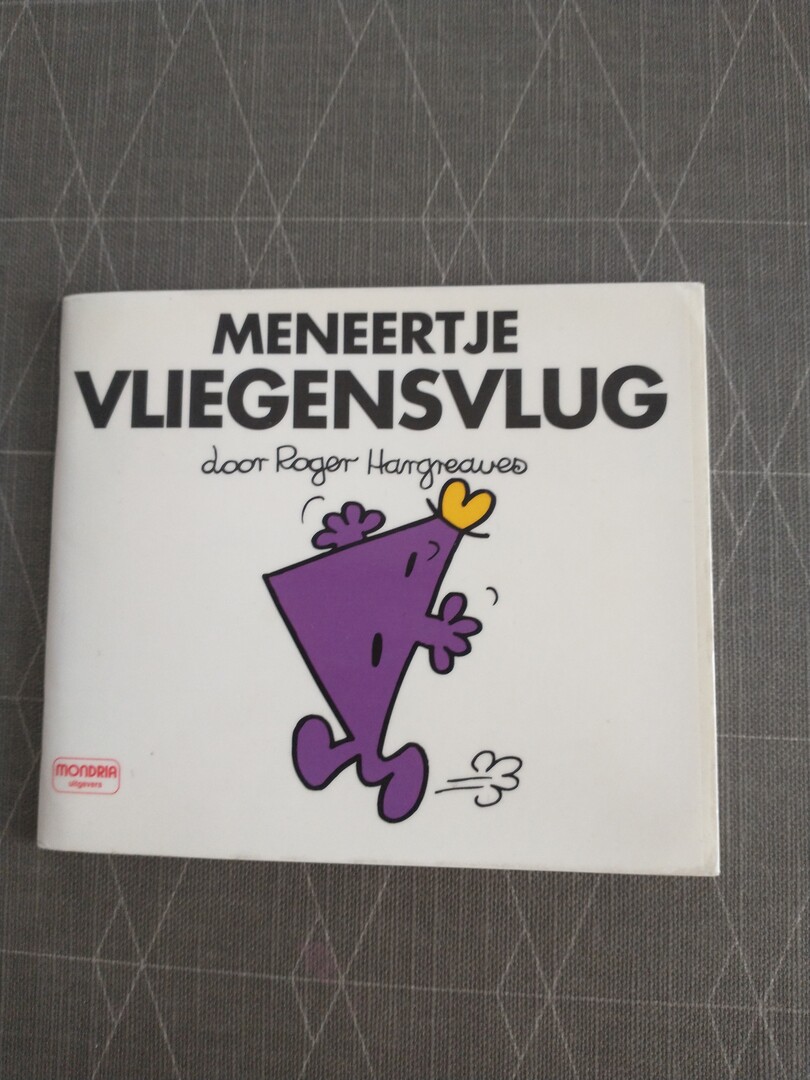 MENEERTJE
VLIEGENSVLUG
door Roger Hargreaves
MONDRIA
uitgevers